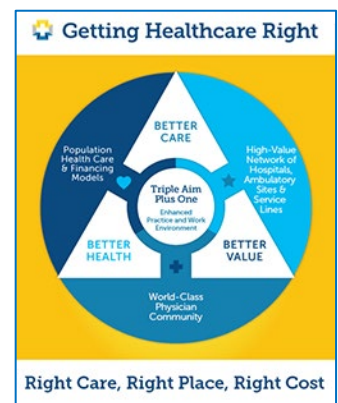 Getting Healthcare Right
BETTER
CARE
Population
Health Care
& Financing
Models
High-Value
Network of
Hospitals,
Ambulatory
Sites &
Service
Lines
Triple Aim
Plus One
Enhanced
Practice and Work
Environment
BETTER
HEALTH
BETTER
VALUE
World-Class
Physician
Community
Right Care, Right Place, Right Cost